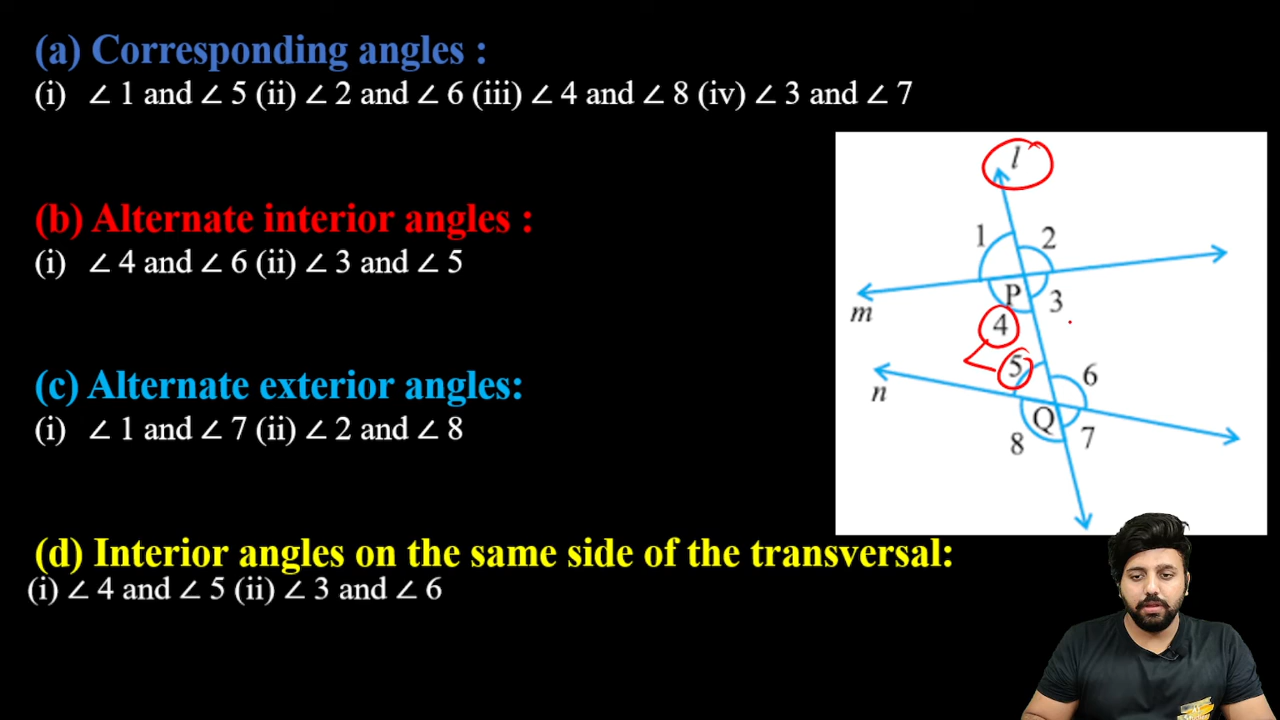 (a) Corresponding angles :
(i) ∠ 1 and ∠ 5 (ii) ∠ 2 and ∠ 6 (iii) ∠ 4 and ∠ 8 (iv) ∠ 3 and ∠ 7
(b) Alternate interior angles :
(i) ∠ 4 and ∠ 6 (ii) ∠ 3 and ∠ 5
(c) Alternate exterior angles:
(i) ∠ 1 and ∠ 7 (ii) ∠ 2 and ∠ 8
(d) Interior angles on the same side of the transversal:
(i) ∠ 4 and ∠ 5 (ii) ∠ 3 and ∠ 6
l
1 2
P 3
m
4
5 6
n
Q 7
8